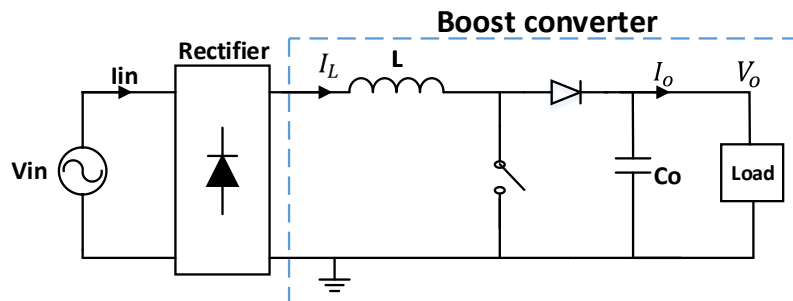 Boost converter
Rectifier
Iin
I_L
L
I_o
V_o
Vin
Co
Load